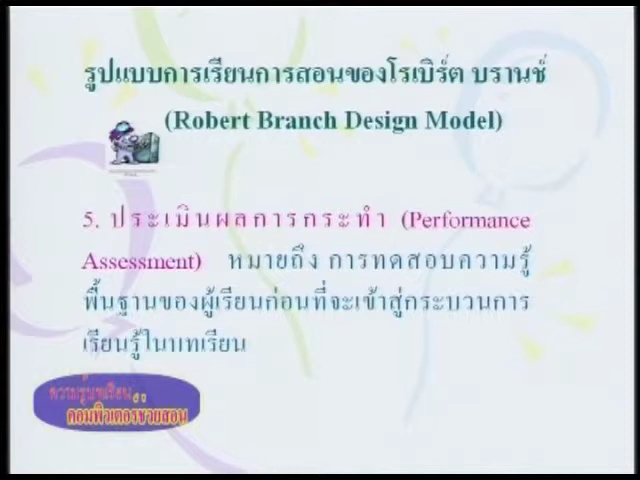 รูปแบบการเรียนการสอนของโรเบิร์ต บรานช์
(Robert Branch Design Model)
5. ประเมินผลการกระทำ (Performance
Assessment) หมายถึง การทดสอบความรู้
พื้นฐานของผู้เรียนก่อนที่จะเข้าสู่กระบวนการ
เรียนรู้ในบทเรียน
คอมพิวเตอร์ช่วยสอน